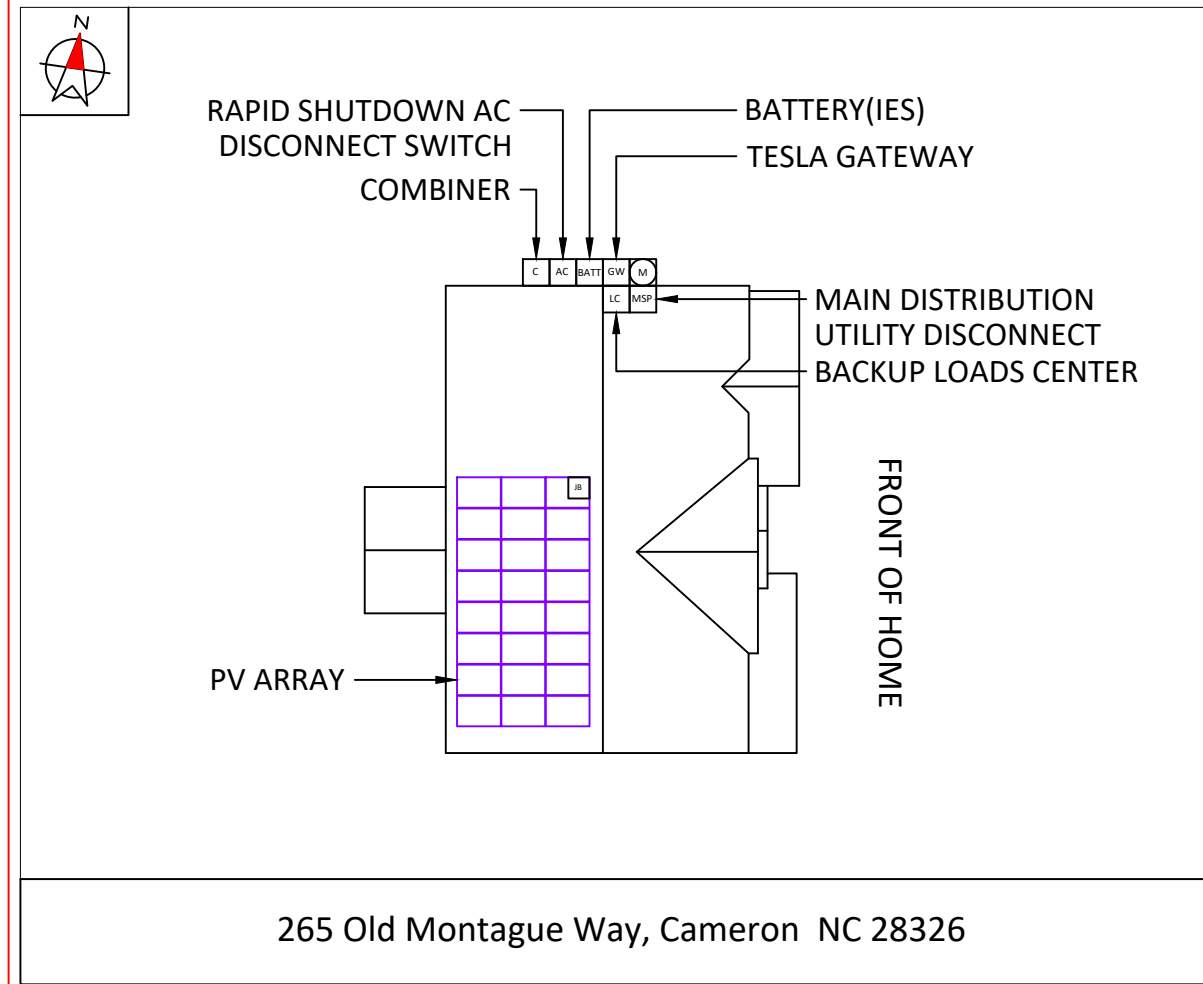 N
RAPID SHUTDOWN AC
DISCONNECT SWITCH
COMBINER
BATTERY(IES)
TESLA GATEWAY
C
AC
BATT
GW
M
LC
MSP
MAIN DISTRIBUTION
UTILITY DISCONNECT
BACKUP LOADS CENTER
JB
FRONT OF HOME
PV ARRAY
265 Old Montague Way, Cameron  NC 28326